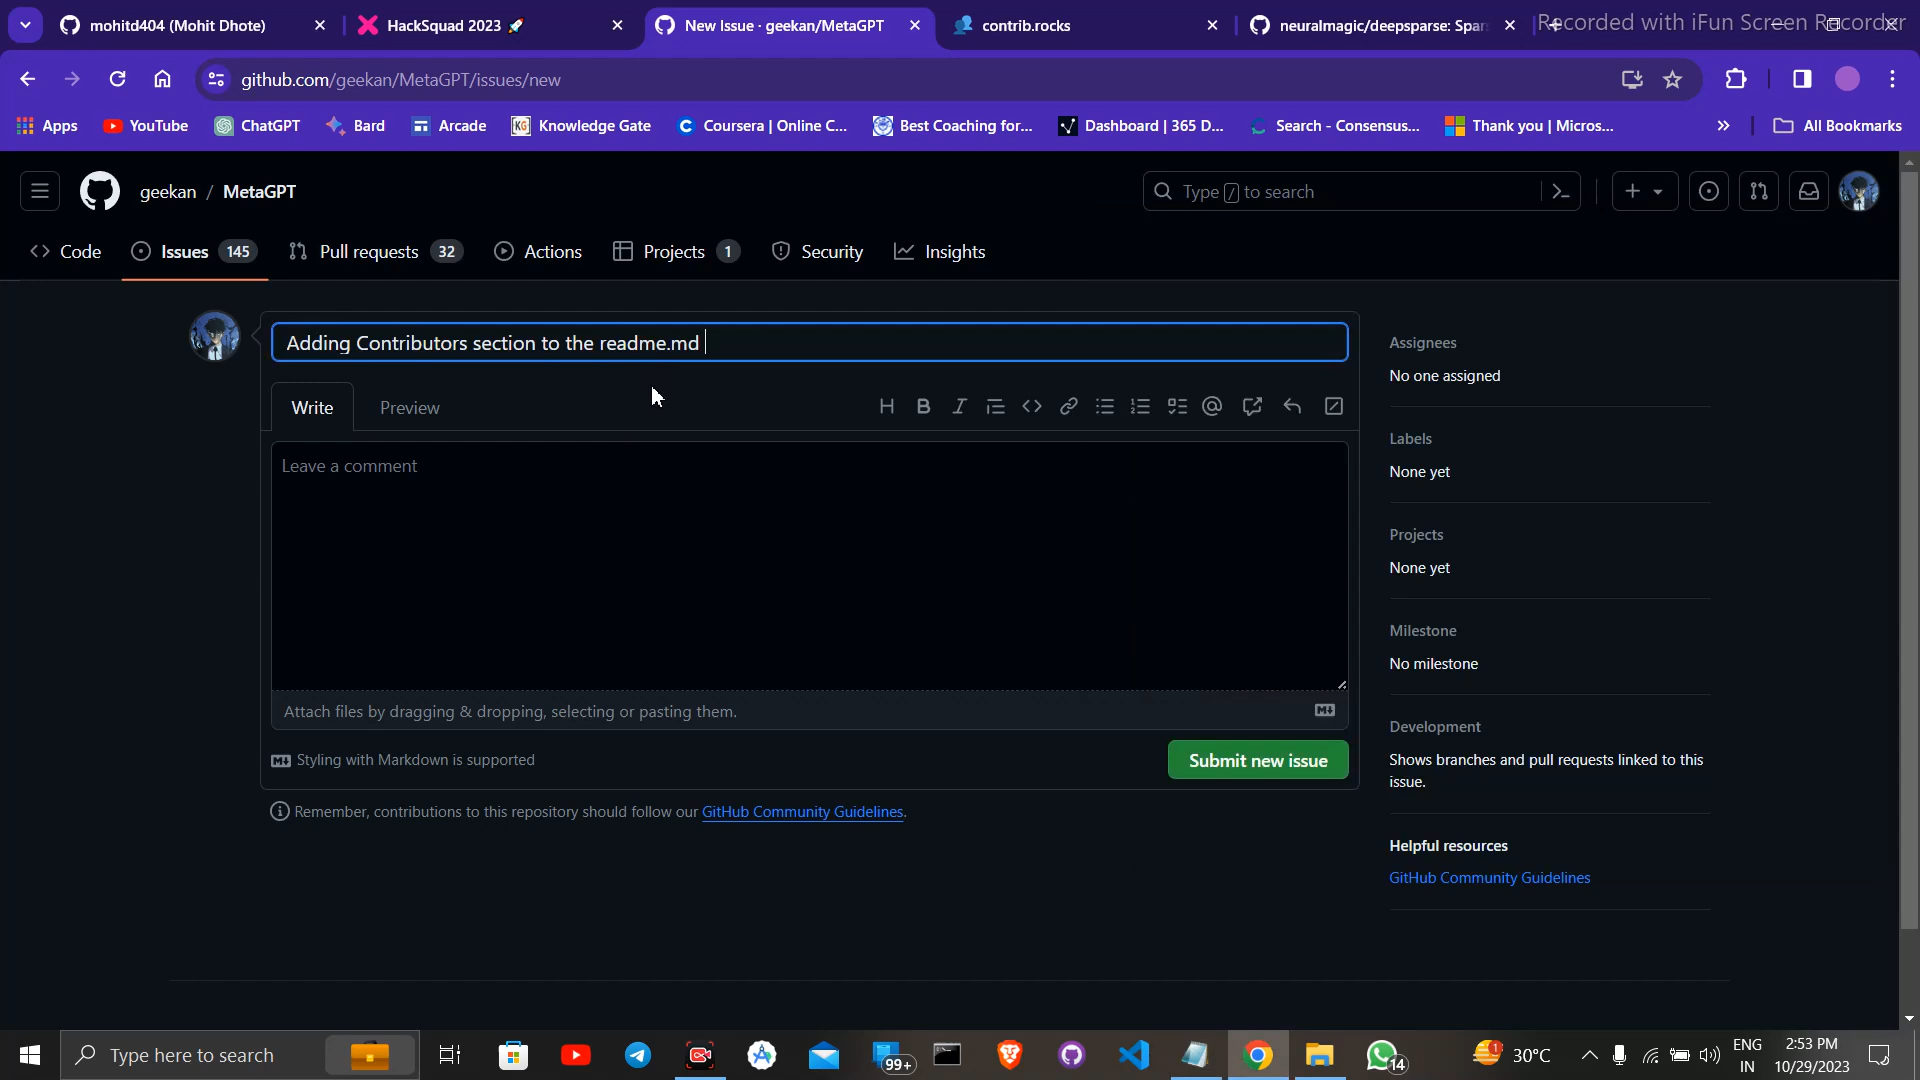 mohitd404 (Mohit Dhote)
HackSquad 2023 🚀
New Issue · geekan/MetaGPT
contrib.rocks
neuralmagic/deepsparse: Spar
Recorded with iFun Screen Recorder
github.com/geekan/MetaGPT/issues/new
Apps
YouTube
ChatGPT
Bard
Arcade
KG Knowledge Gate
Coursera | Online C...
Best Coaching for...
Dashboard | 365 D...
Search - Consensus...
Thank you | Micros...
All Bookmarks
geekan / MetaGPT
Type / to search
Code
Issues 145
Pull requests 32
Actions
Projects 1
Security
Insights
Adding Contributors section to the readme.md
Write
Preview
Leave a comment
Attach files by dragging & dropping, selecting or pasting them.
Styling with Markdown is supported
Submit new issue
Remember, contributions to this repository should follow our GitHub Community Guidelines.
Assignees
No one assigned
Labels
None yet
Projects
None yet
Milestone
No milestone
Development
Shows branches and pull requests linked to this
issue.
Helpful resources
GitHub Community Guidelines
Type here to search
99+
14
1
30°C
ENG
IN
2:53 PM
10/29/2023